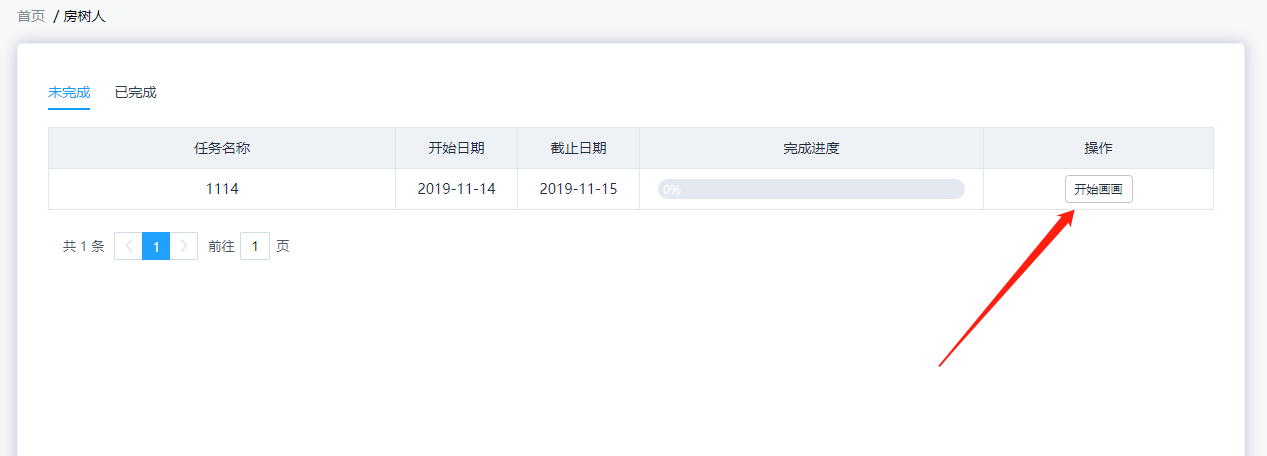 首页 / 房树人
未完成 已完成
任务名称 开始日期 截止日期 完成进度 操作
1114 2019-11-14 2019-11-15 0% 开始画画
共 1 条 1 前往 1 页